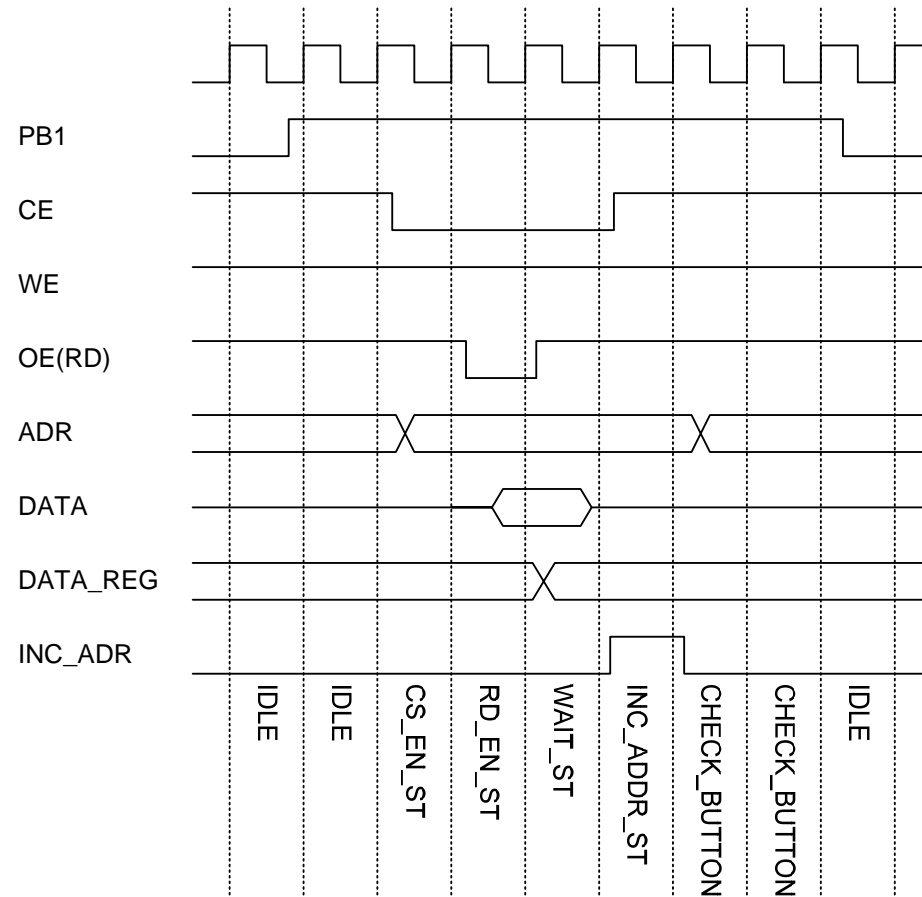 PB1
CE
WE
OE(RD)
ADR
DATA
DATA_REG
INC_ADR
IDLE
IDLE
CS_EN_ST
RD_EN_ST
WAIT_ST
INC_ADDR_ST
CHECK_BUTTON
CHECK_BUTTON
IDLE